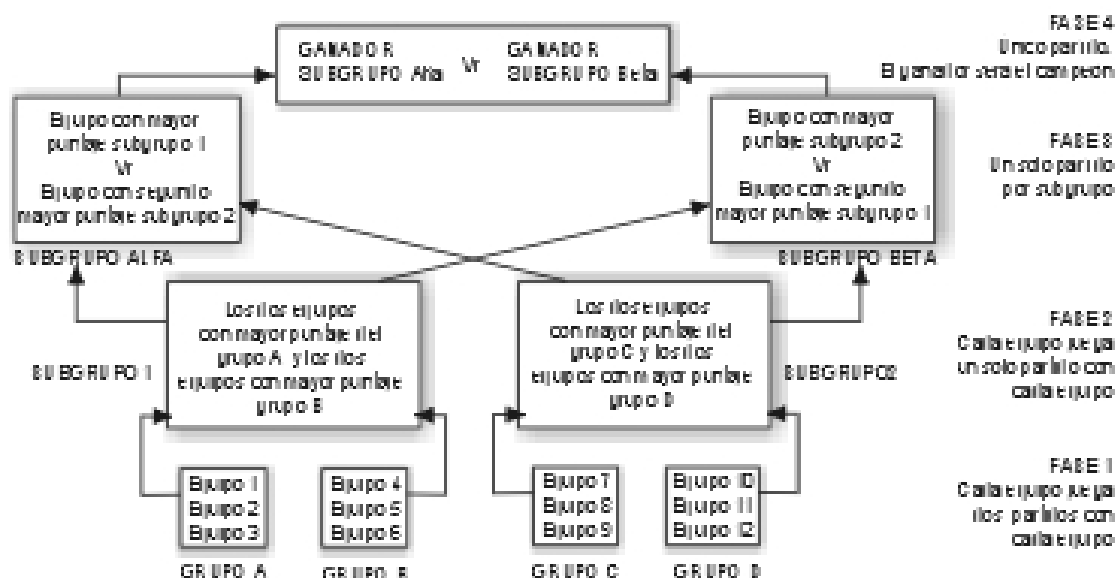 FASE 4
Unico partido.
El ganador sera el campeón
GANADOR
SUBGRUPO Alfa
Vr
GANADOR
SUBGRUPO Beta
Equipo con mayor
puntaje subgrupo 1
Vr
Equipo con segundo
mayor puntaje subgrupo 2
SUBGRUPO ALFA
Equipo con mayor
puntaje subgrupo 2
Vr
Equipo con segundo
mayor puntaje subgrupo 1
SUBGRUPO BETA
FASE 3
Un solo partido
por subgrupo
SUBGRUPO 1
Los dos equipos
con mayor puntaje del
grupo A y los dos
equipos con mayor puntaje
grupo B
Los dos equipos
con mayor puntaje del
grupo C y los dos
equipos con mayor puntaje
grupo D
SUBGRUPO2
FASE 2
Cada equipo juega
un solo partido con
cada equipo
Equipo 1
Equipo 2
Equipo 3
GRUPO A
Equipo 4
Equipo 5
Equipo 6
GRUPO B
Equipo 7
Equipo 8
Equipo 9
GRUPO C
Equipo 10
Equipo 11
Equipo 12
GRUPO D
FASE 1
Cada equipo juega
dos partidos con
cada equipo